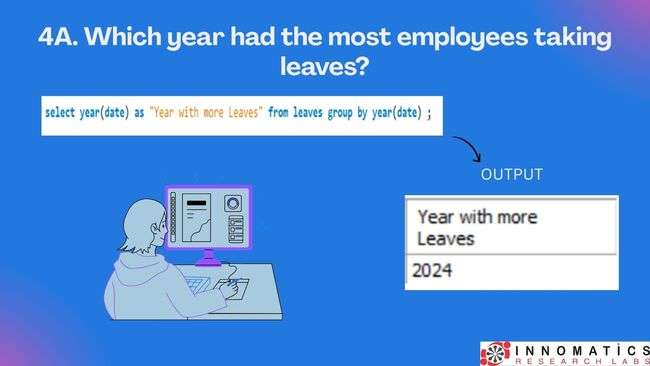 4A. Which year had the most employees taking
leaves?
select year(date) as "Year with more Leaves" from leaves group by year(date) ;
OUTPUT
Year with more
Leaves
2024
INNOMATICS
RESEARCH LABS